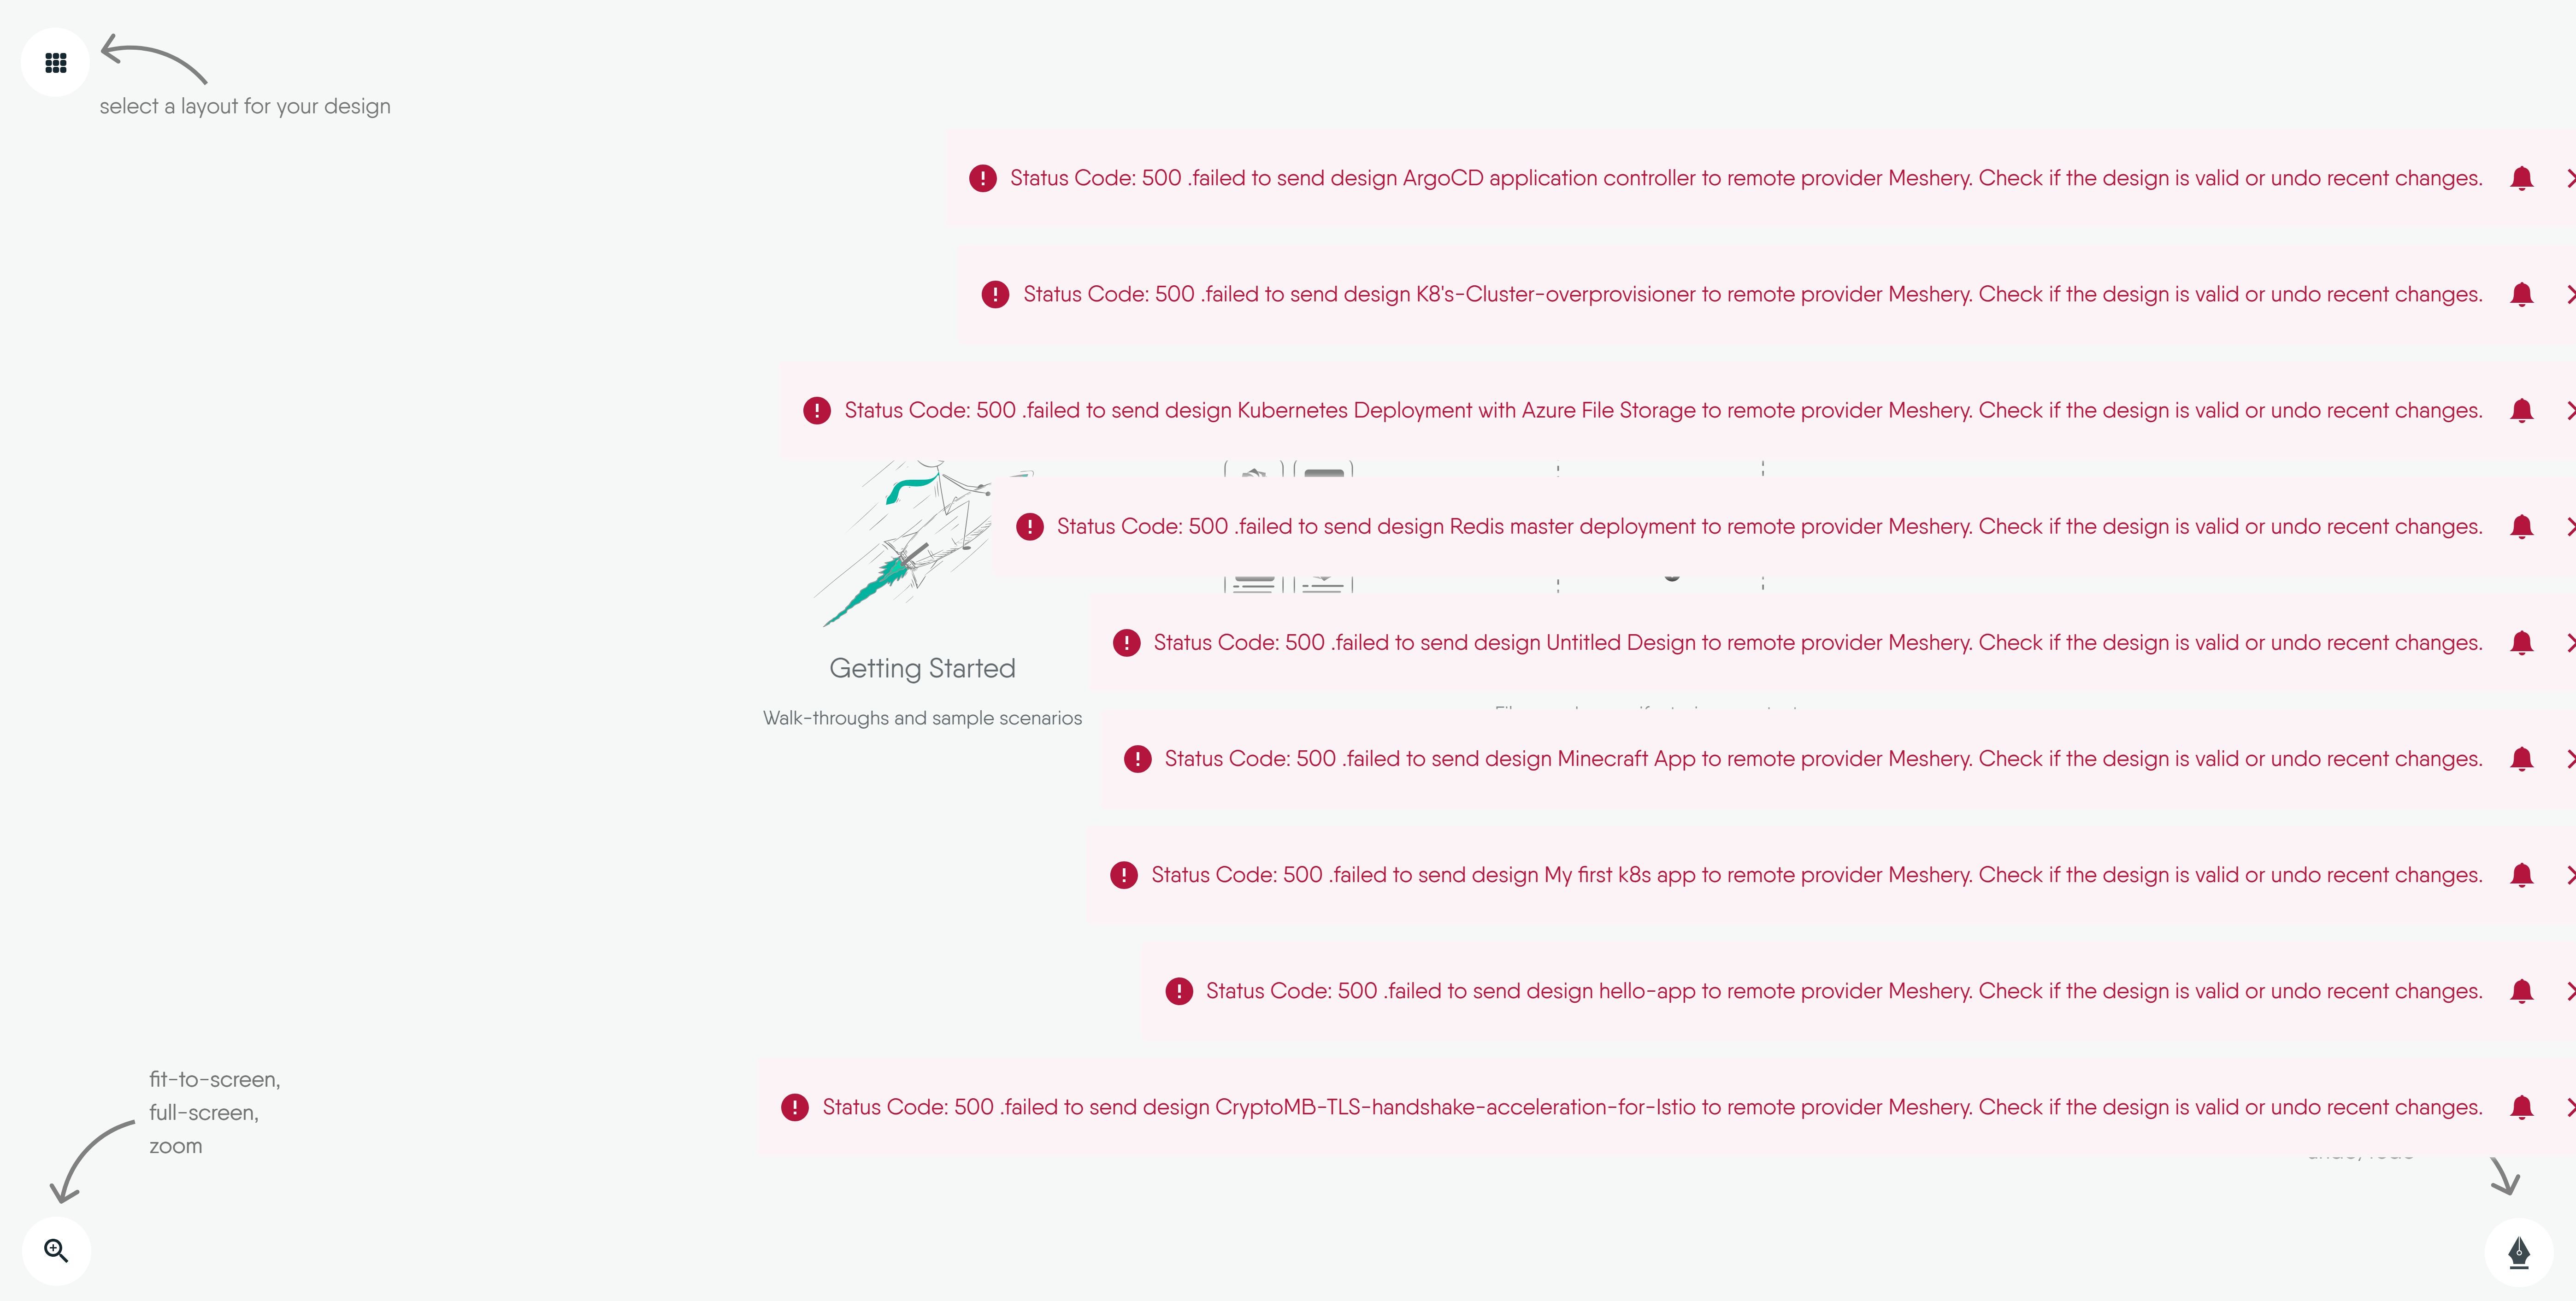 select a layout for your design
Status Code: 500 .failed to send design ArgoCD application controller to remote provider Meshery. Check if the design is valid or undo recent changes.
Status Code: 500 .failed to send design K8's-Cluster-overprovisioner to remote provider Meshery. Check if the design is valid or undo recent changes.
Status Code: 500 .failed to send design Kubernetes Deployment with Azure File Storage to remote provider Meshery. Check if the design is valid or undo recent changes.
Status Code: 500 .failed to send design Redis master deployment to remote provider Meshery. Check if the design is valid or undo recent changes.
Status Code: 500 .failed to send design Untitled Design to remote provider Meshery. Check if the design is valid or undo recent changes.
Getting Started
Walk-throughs and sample scenarios
Status Code: 500 .failed to send design Minecraft App to remote provider Meshery. Check if the design is valid or undo recent changes.
Status Code: 500 .failed to send design My first k8s app to remote provider Meshery. Check if the design is valid or undo recent changes.
Status Code: 500 .failed to send design hello-app to remote provider Meshery. Check if the design is valid or undo recent changes.
Status Code: 500 .failed to send design CryptoMB-TLS-handshake-acceleration-for-Istio to remote provider Meshery. Check if the design is valid or undo recent changes.
fit-to-screen,
full-screen,
zoom